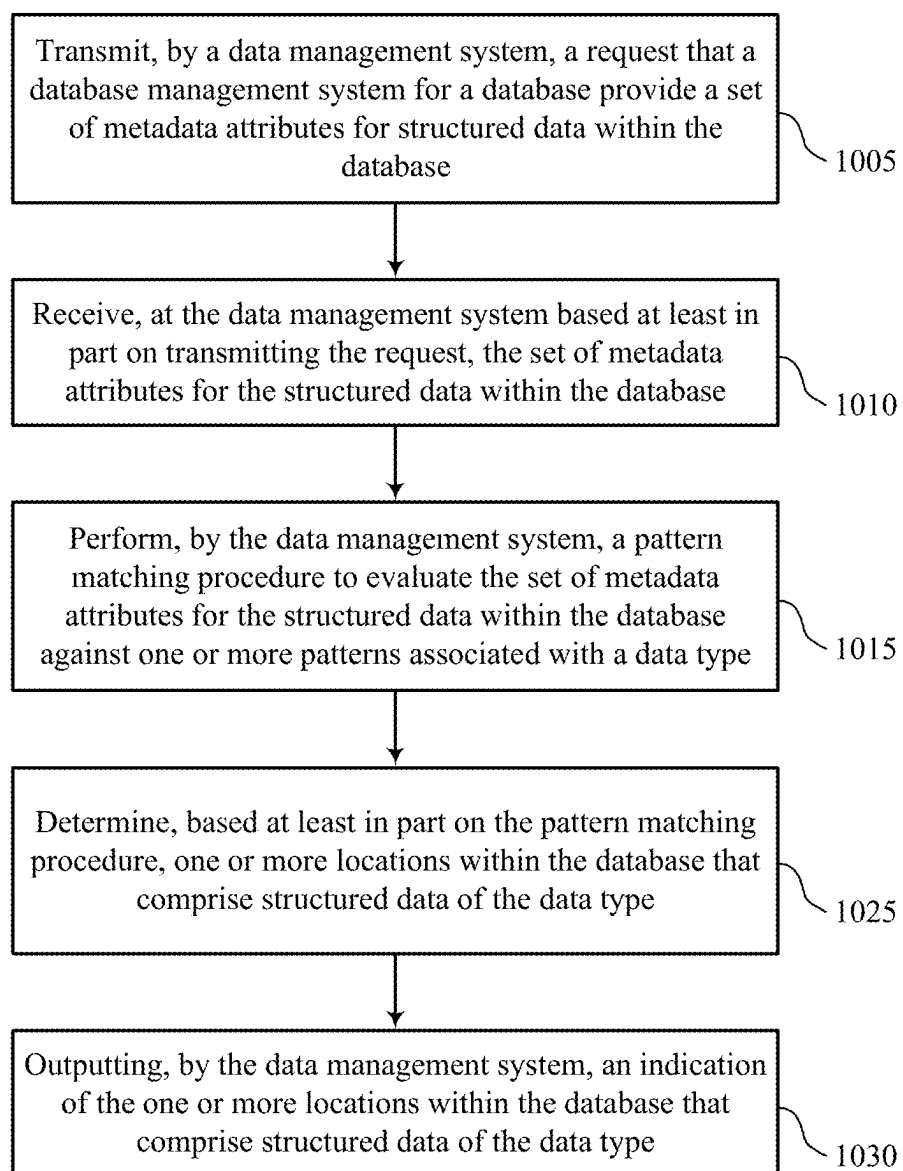 Transmit, by a data management system, a request that a
database management system for a database provide a set
of metadata attributes for structured data within the
database
1005
Receive, at the data management system based at least in
part on transmitting the request, the set of metadata
attributes for the structured data within the database
1010
Perform, by the data management system, a pattern
matching procedure to evaluate the set of metadata
attributes for the structured data within the database
against one or more patterns associated with a data type
1015
Determine, based at least in part on the pattern matching
procedure, one or more locations within the database that
comprise structured data of the data type
1025
Outputting, by the data management system, an indication
of the one or more locations within the database that
comprise structured data of the data type
1030